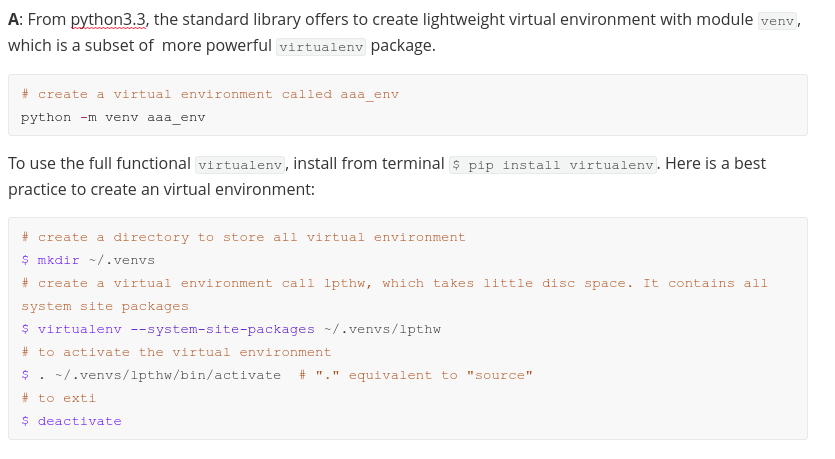 A: From python3.3, the standard library offers to create lightweight virtual environment with module venv,
which is a subset of more powerful virtualenv package.
# create a virtual environment called aaa_env
python -m venv aaa_env
To use the full functional virtualenv, install from terminal $ pip install virtualenv. Here is a best
practice to create an virtual environment:
# create a directory to store all virtual environment
$ mkdir ~/.venvs
# create a virtual environment call lpthw, which takes little disc space. It contains all
system site packages
$ virtualenv --system-site-packages ~/.venvs/lpthw
# to activate the virtual environment
$ . ~/.venvs/lpthw/bin/activate  # "." equivalent to "source"
# to exti
$ deactivate